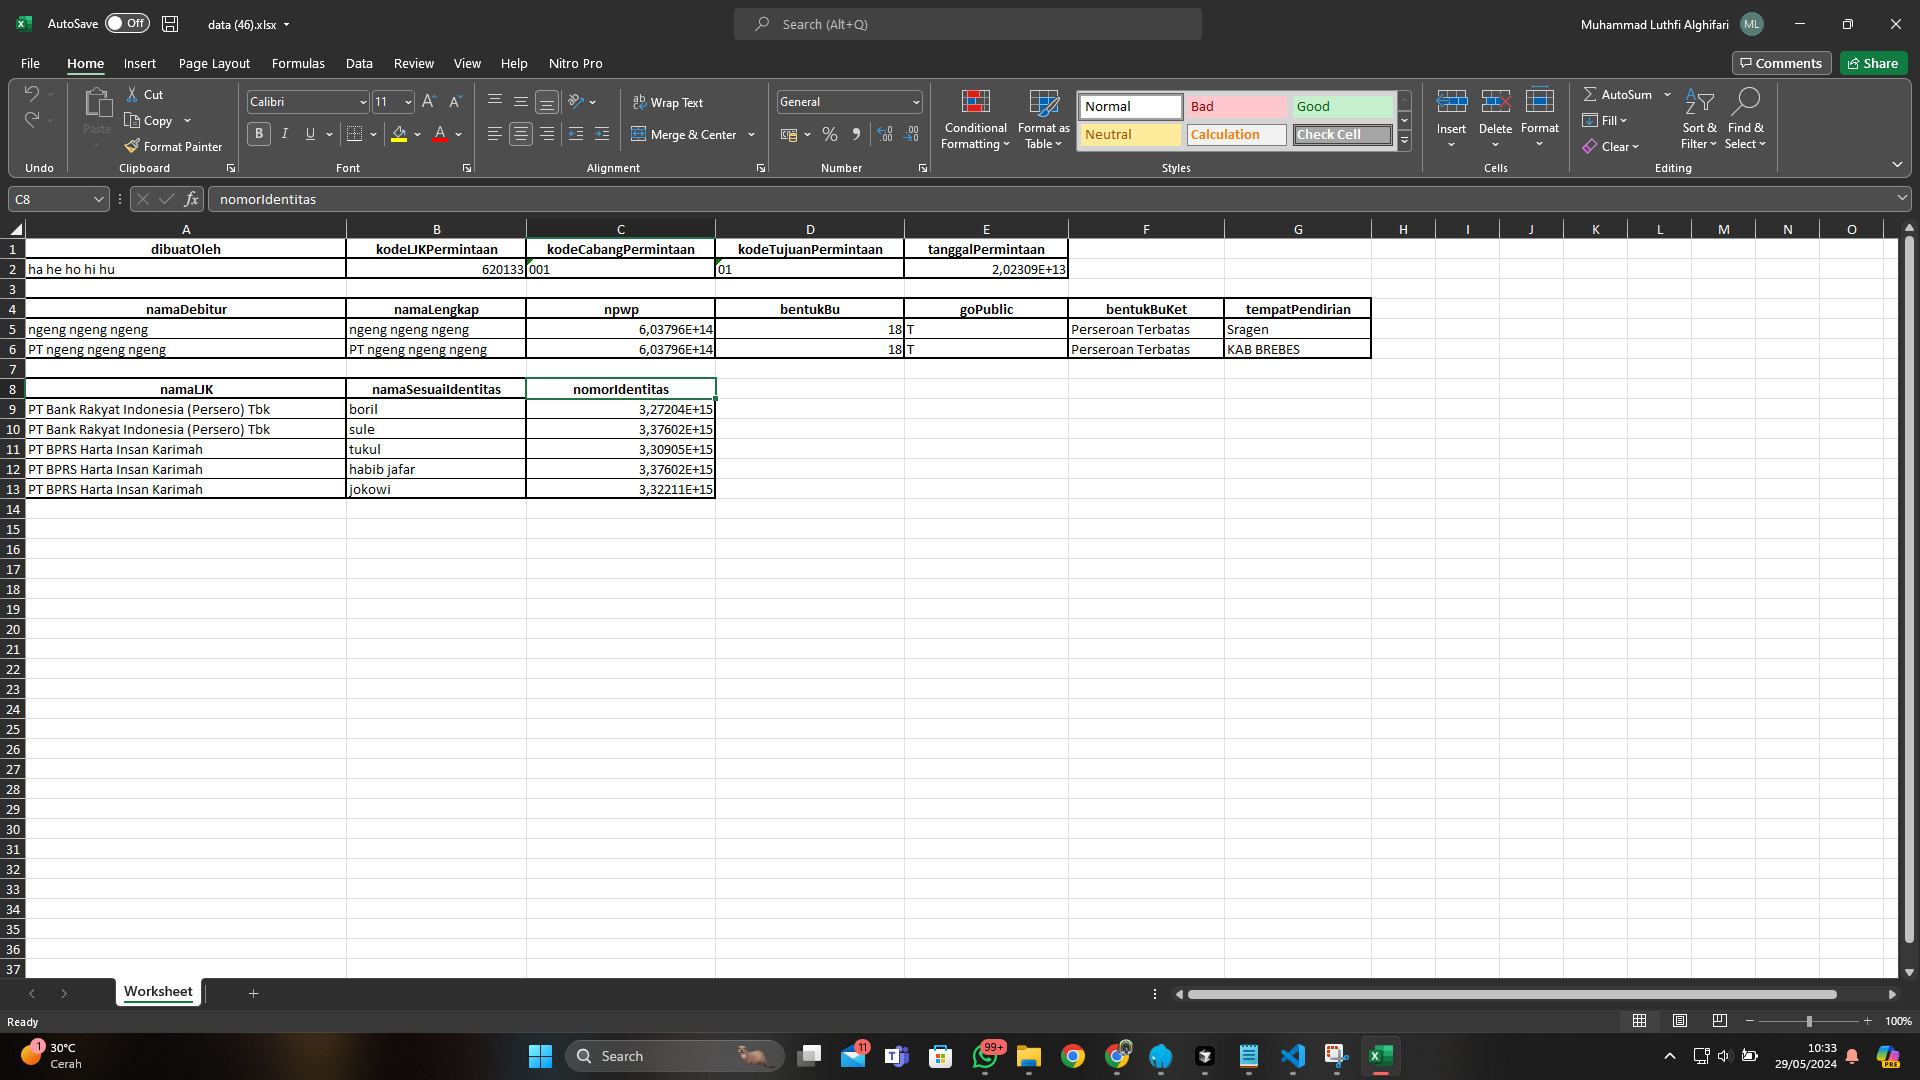 AutoSave Off data (46).xlsx Search (Alt+Q) Muhammad Luthfi Alghifari ML
File Home Insert Page Layout Formulas Data Review View Help Nitro Pro Comments Share
Paste Cut Copy Format Painter
Calibri 11
B I U A
Wrap Text
Merge & Center
General
% 
Conditional Formatting
Format as Table
Normal Bad Good
Neutral Calculation Check Cell
Insert Delete Format
AutoSum
Fill
Clear
Sort & Filter
Find & Select
Undo Clipboard Font Alignment Number Styles Cells Editing
C8 fx nomorIdentitas
A B C D E F G H I J K L M N O
1 dibuatOleh kodeLJKPermintaan kodeCabangPermintaan kodeTujuanPermintaan tanggalPermintaan
2 ha he ho hi hu 620133 001 01 2,02309E+13
3
4 namaDebitur namaLengkap npwp bentukBu goPublic bentukBuKet tempatPendirian
5 ngeng ngeng ngeng ngeng ngeng ngeng 6,03796E+14 18 T Perseroan Terbatas Sragen
6 PT ngeng ngeng ngeng PT ngeng ngeng ngeng 6,03796E+14 18 T Perseroan Terbatas KAB BREBES
7
8 namaLJK namaSesuaiIdentitas nomorIdentitas
9 PT Bank Rakyat Indonesia (Persero) Tbk boril 3,27204E+15
10 PT Bank Rakyat Indonesia (Persero) Tbk sule 3,37602E+15
11 PT BPRS Harta Insan Karimah tukul 3,30905E+15
12 PT BPRS Harta Insan Karimah habib jafar 3,37602E+15
13 PT BPRS Harta Insan Karimah jokowi 3,32211E+15
14
15
16
17
18
19
20
21
22
23
24
25
26
27
28
29
30
31
32
33
34
35
36
37
Worksheet
Ready 100%
1 30°C
Cerah
Search 11 99+
10:33
29/05/2024
PRE